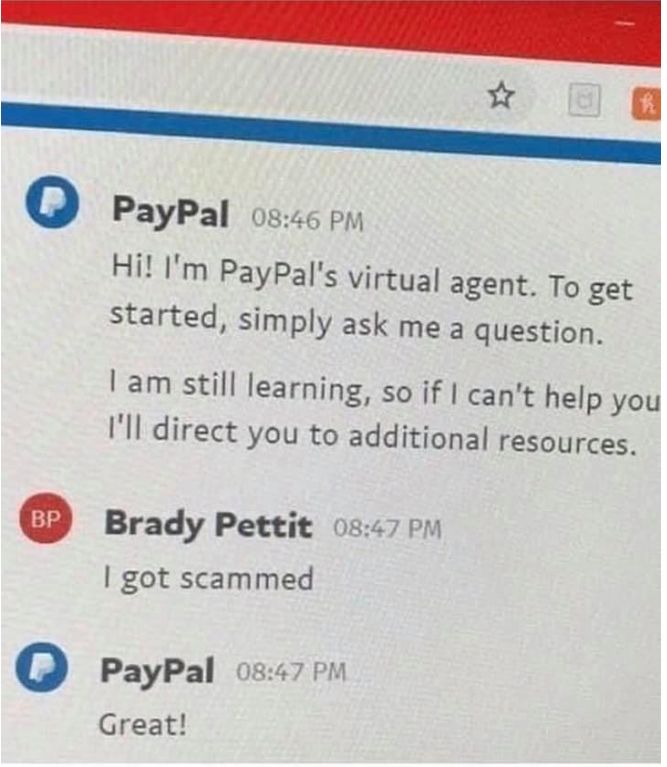 PayPal 08:46 PM
Hi! I'm PayPal's virtual agent. To get
started, simply ask me a question.
I am still learning, so if I can't help you
I'll direct you to additional resources.
BP Brady Pettit 08:47 PM
I got scammed
PayPal 08:47 PM
Great!